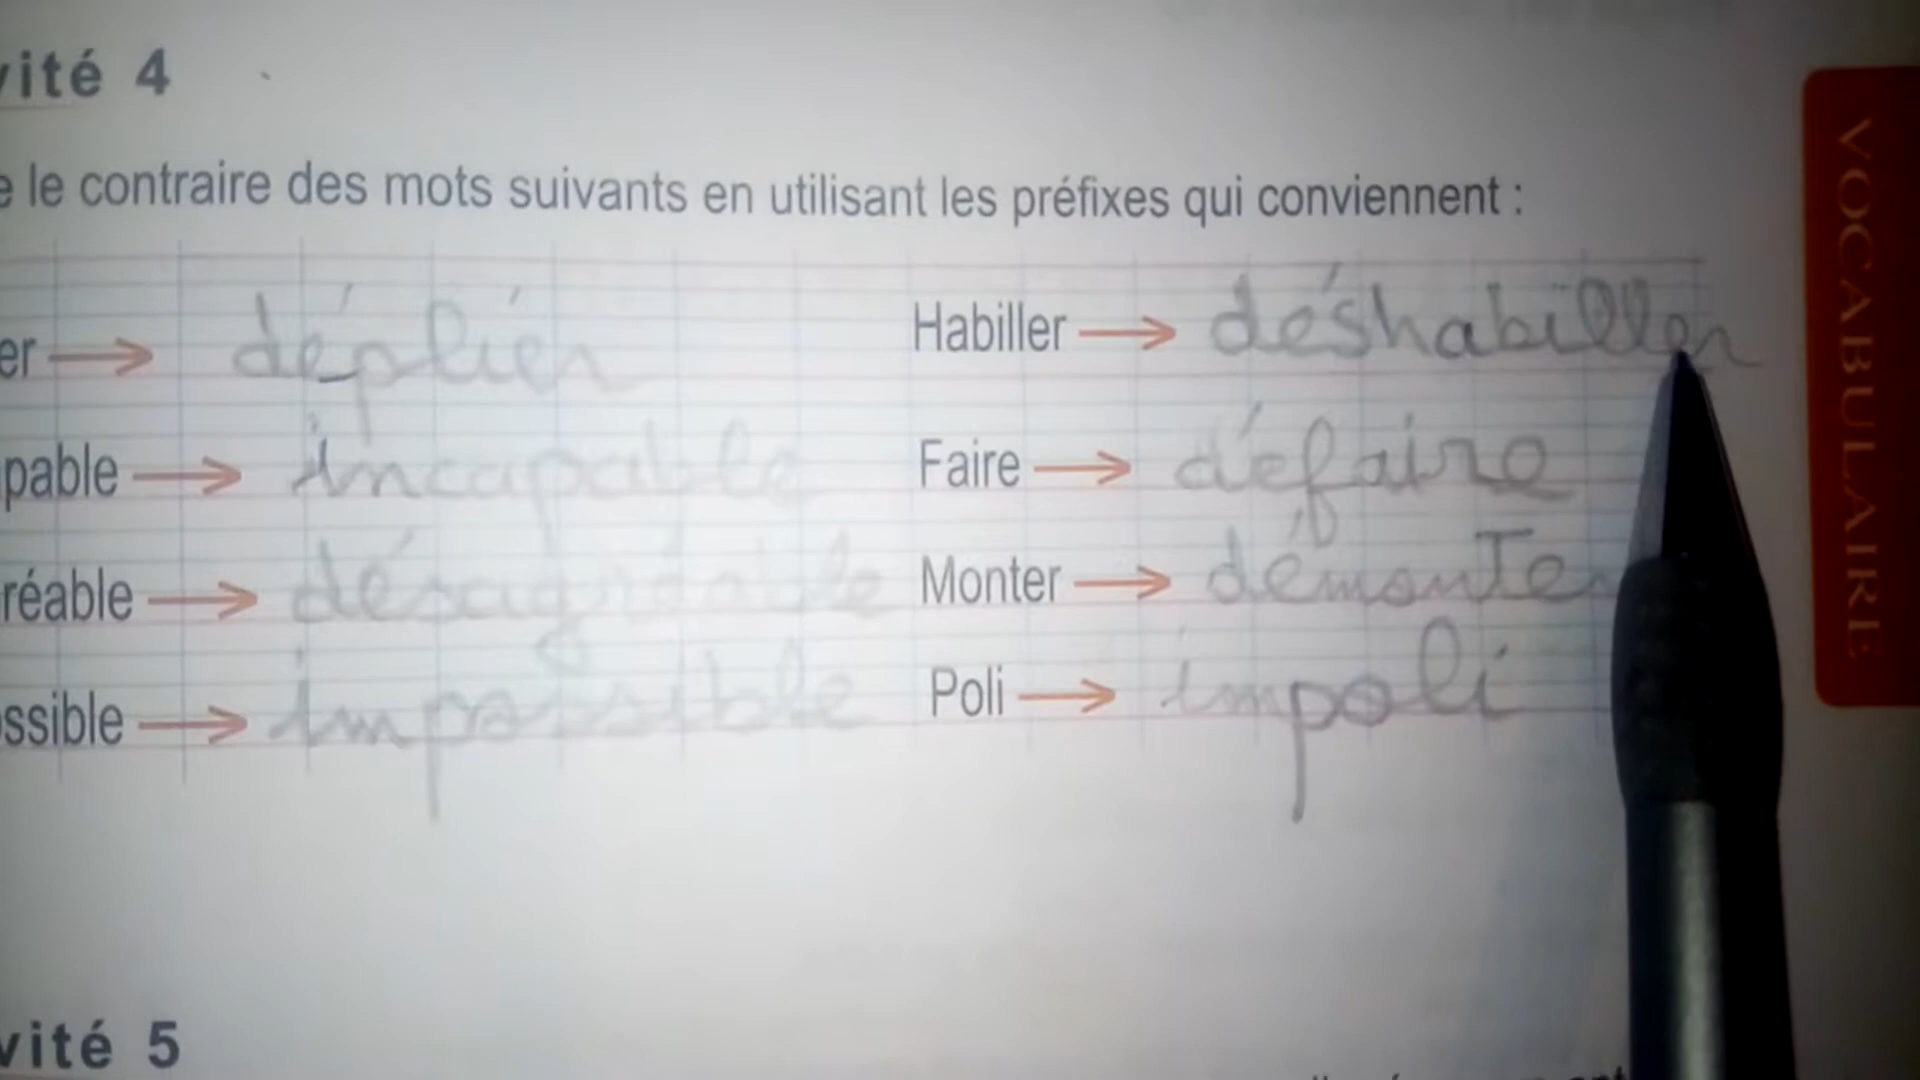 vité 4
e le contraire des mots suivants en utilisant les préfixes qui conviennent :
er → déplier
Habiller → déshabiller
pable → incapable
Faire → défaire
réable → désagréable
Monter → démonter
ssible → impossible
Poli → impoli
vité 5
VOCABULAIRE